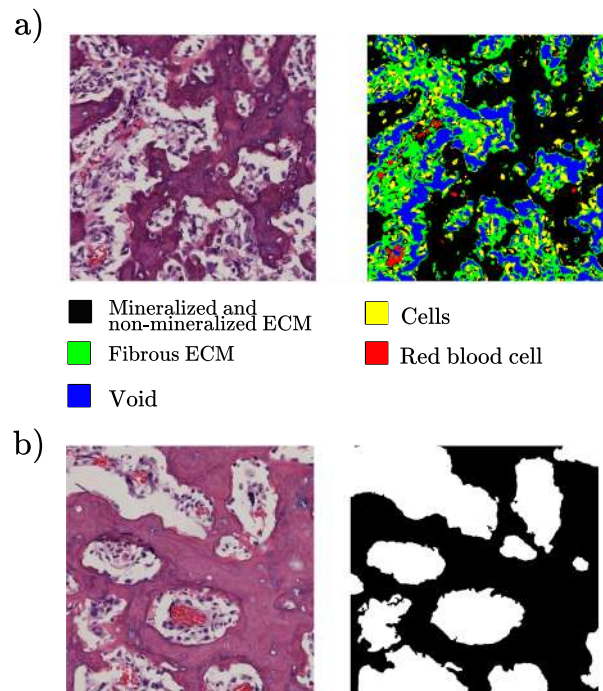 a)
Mineralized and
non-mineralized ECM
Cells
Fibrous ECM
Red blood cell
Void
b)